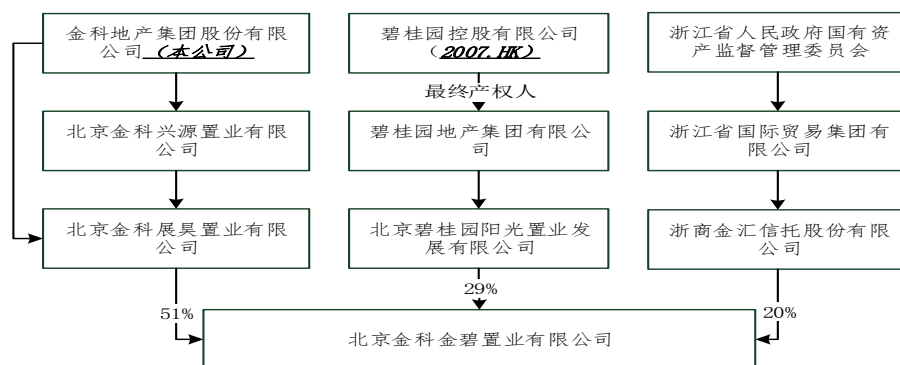 金科地产集团股份有限
公司（本公司）
碧桂园控股有限公司
（2007.HK）
浙江省人民政府国有资
产监督管理委员会
最终产权人
北京金科兴源置业有限
公司
碧桂园地产集团有限公
司
浙江省国际贸易集团有
限公司
北京金科展昊置业有限
公司
北京碧桂园阳光置业发
展有限公司
浙商金汇信托股份有限
公司
51%
29%
20%
北京金科金碧置业有限公司